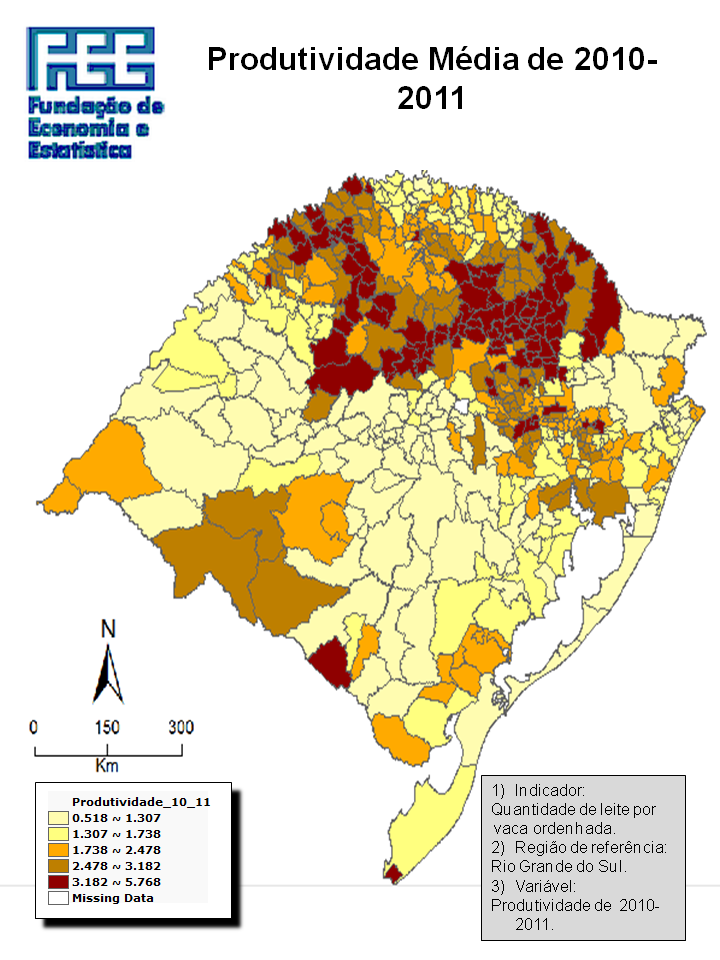 FEE
Fundação de
Economia e
Estatística
Produtividade Média de 2010-
2011
N
0 150 300
Km
Produtividade_10_11
0.518 ~ 1.307
1.307 ~ 1.738
1.738 ~ 2.478
2.478 ~ 3.182
3.182 ~ 5.768
Missing Data
1) Indicador:
Quantidade de leite por
vaca ordenhada.
2) Região de referência:
Rio Grande do Sul.
3) Variável:
Produtividade de 2010-
2011.